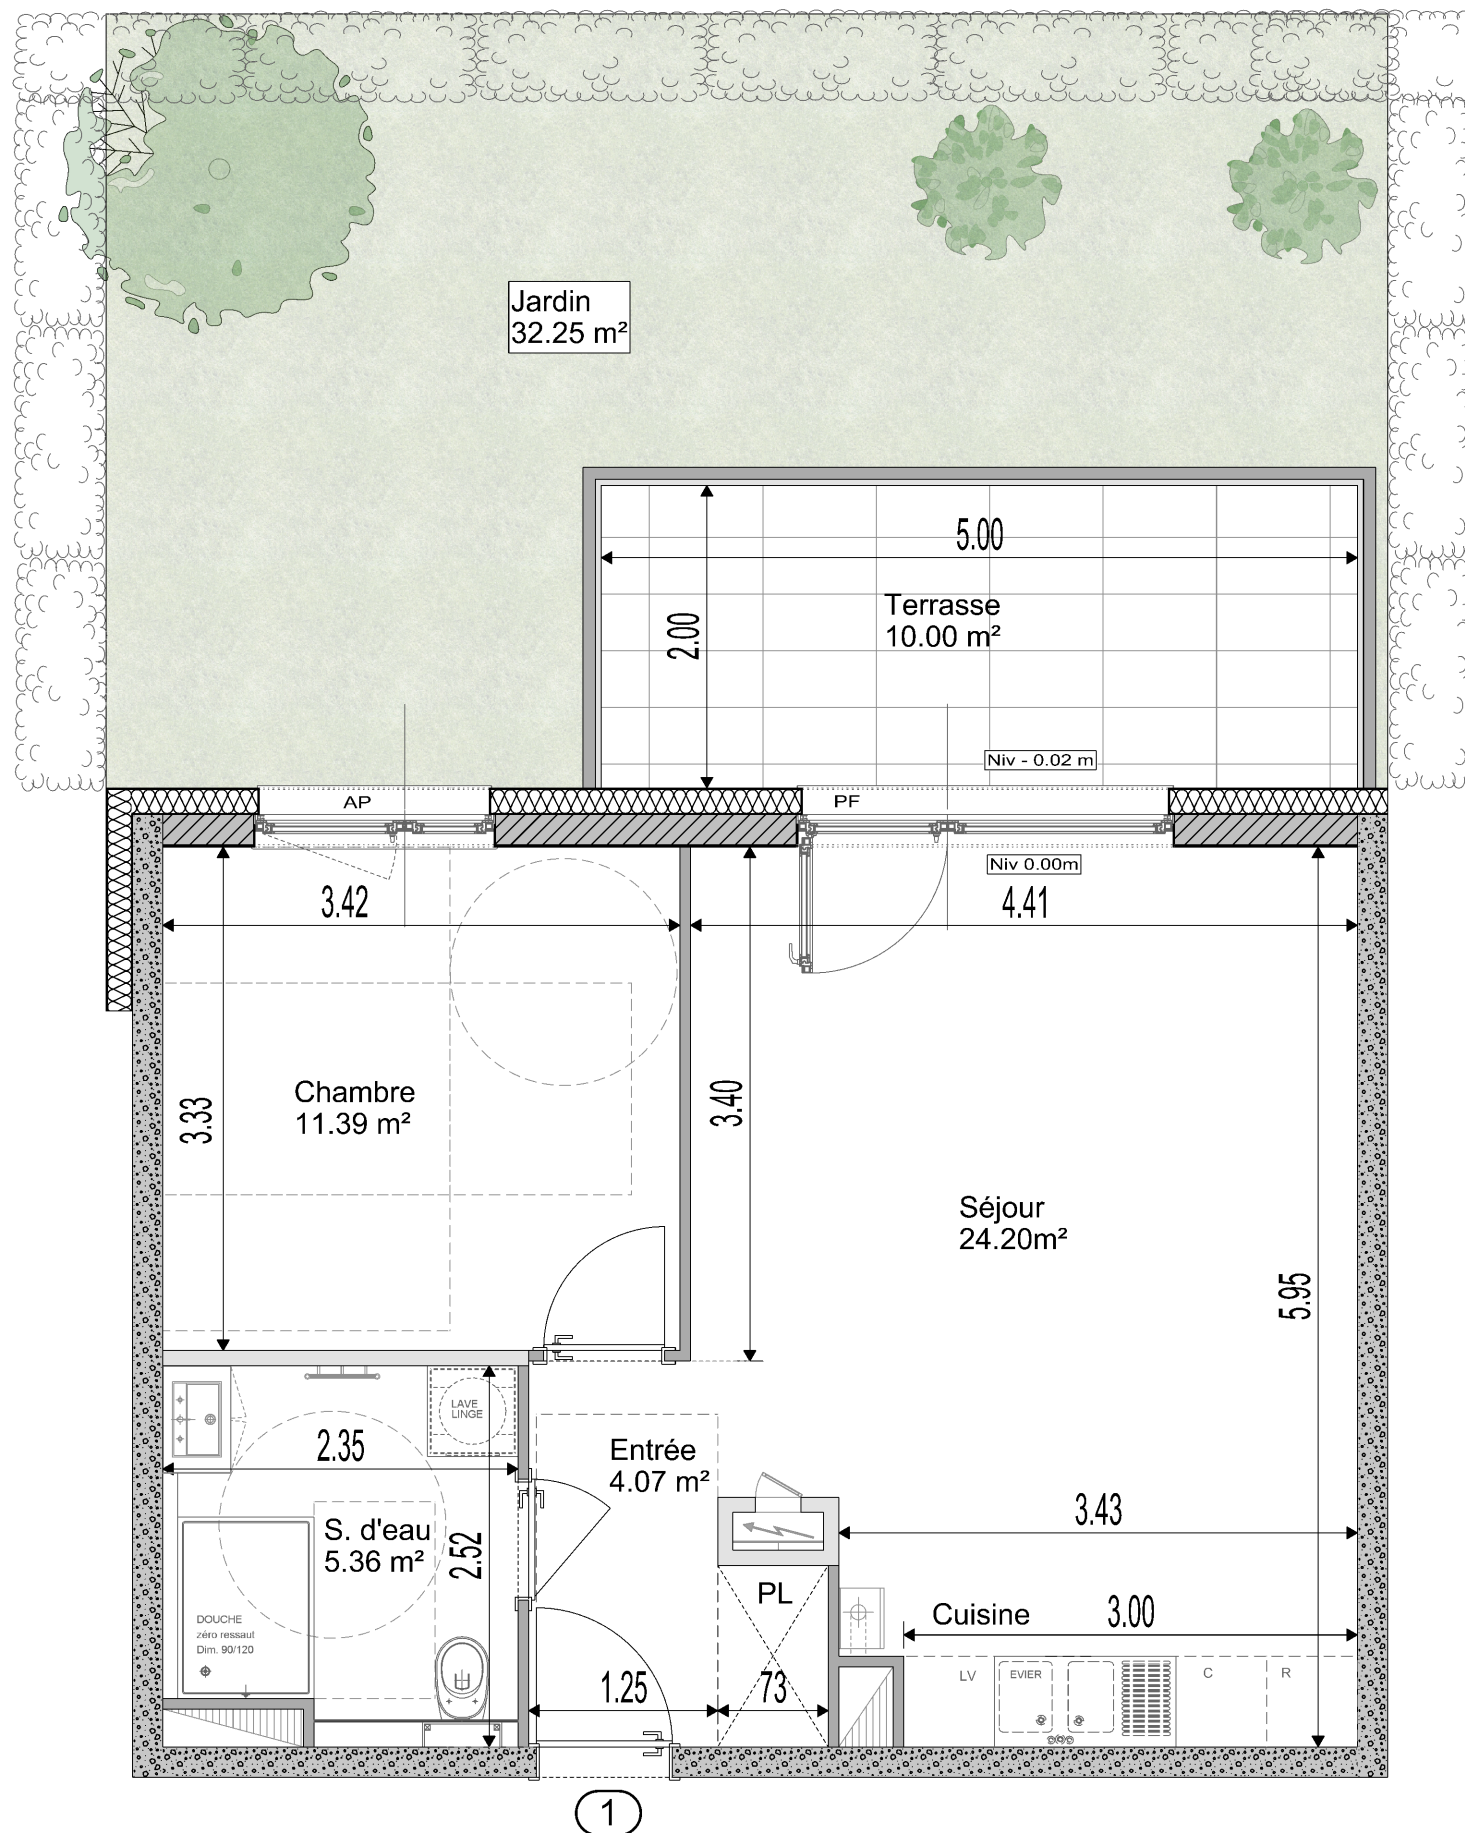 Jardin
32.25 m²
5.00
2.00
Terrasse
10.00 m²
Niv - 0.02 m
AP
PF
Niv 0.00m
3.42
4.41
3.33
3.40
Chambre
11.39 m²
Séjour
24.20m²
5.95
LAVE
LINGE
2.35
Entrée
4.07 m²
S. d'eau
5.36 m²
2.52
3.43
PL
Cuisine
3.00
DOUCHE
zéro ressaut
Dim. 90/120
1.25
73
LV
EVIER
C
R
1